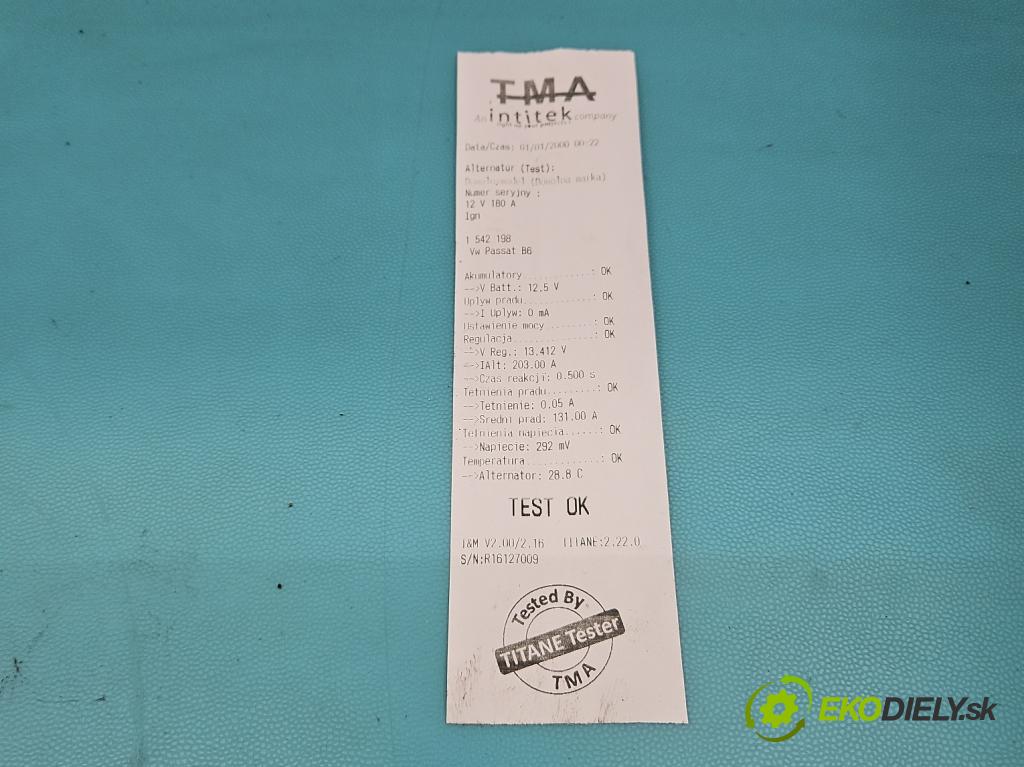 TMA
An intitek company
Data/Czas: 01/01/2000 00:22
Alternatur (Test):
(Dowolna marka)
Numer seryjny :
12 V 180 A
Ign
1 542 198
Vw Passat B6
Akumulatory..............: OK
-->V Batt.: 12.5 V
Uplyw pradu..............: OK
-->I Uplyw: 0 mA
Ustawienie mocy..........: OK
Regulacja................: OK
-->V Reg.: 13.412 V
-->IAlt: 203.00 A
-->Czas reakcji: 0.500 s
Tetnienia pradu..........: OK
-->Tetnienie: 0.05 A
-->Sredni prad: 131.00 A
Tetnienia napiecia......: OK
-->Napiecie: 292 mV
Temperatura..............: OK
-->Alternator: 28.8 C
TEST OK
I&M V2.00/2.16 TITANE:2.22.0
S/N:R16127009
Tested By
TITANE Tester
TMA
EKODIELY.sk